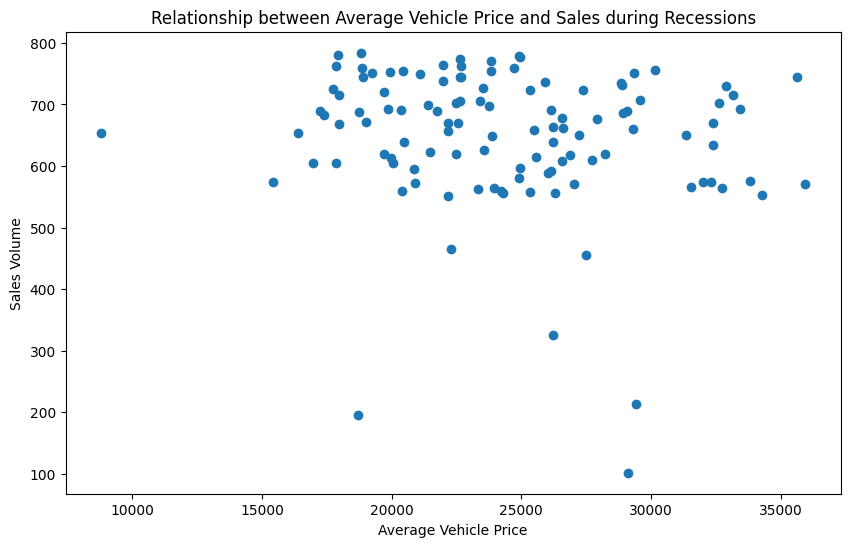 Relationship between Average Vehicle Price and Sales during Recessions
800
700
600
500
400
300
200
100
Sales Volume
10000 15000 20000 25000 30000 35000
Average Vehicle Price